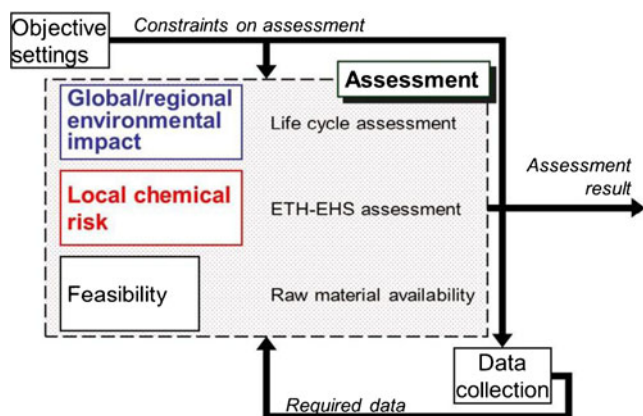 Objective
settings
Constraints on assessment
Assessment
Global/regional
environmental
impact
Life cycle assessment
Assessment
result
Local chemical
risk
ETH-EHS assessment
Feasibility
Raw material availability
Data
collection
Required data